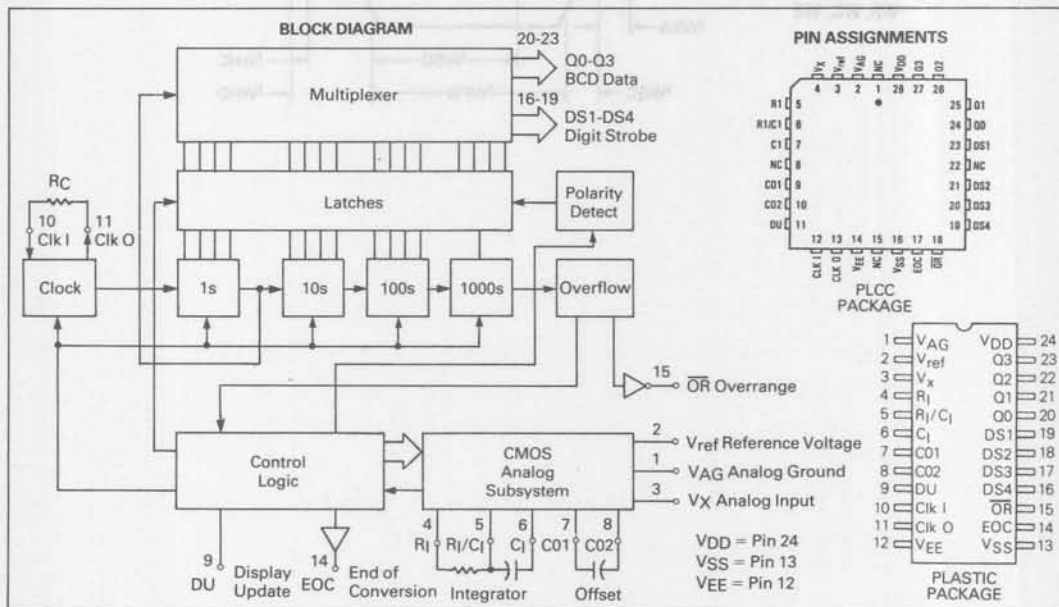 BLOCK DIAGRAM
20-23
Q0-Q3
BCD Data
Multiplexer
16-19
DS1-DS4
Digit Strobe
RC
10
Clk I
11
Clk O
Latches
Polarity
Detect
Clock
1s
10s
100s
1000s
Overflow
15
OR Overrange
Control
Logic
CMOS
Analog
Subsystem
2
Vref Reference Voltage
1
VAG Analog Ground
3
VX Analog Input
4
RI
5
RI/CI
6
CI
7
C01
8
C02
9
DU
Display
Update
14
EOC
End of
Conversion
Integrator
Offset
VDD = Pin 24
VSS = Pin 13
VEE = Pin 12
PIN ASSIGNMENTS
VX Vref VAG NC VDD Q3 Q2
4 3 2 1 28 27 26
R1 5
R1/C1 6
C1 7
NC 8
C01 9
C02 10
DU 11
25 Q1
24 Q0
23 DS1
22 NC
21 DS2
20 DS3
19 DS4
12 13 14 15 16 17 18
CLK I CLK O VEE NC VSS EOC OR
PLCC
PACKAGE
1 VAG VDD 24
2 Vref Q3 23
3 Vx Q2 22
4 RI Q1 21
5 RI/CI Q0 20
6 CI DS1 19
7 C01 DS2 18
8 C02 DS3 17
9 DU DS4 16
10 Clk I OR 15
11 Clk O EOC 14
12 VEE VSS 13
PLASTIC
PACKAGE